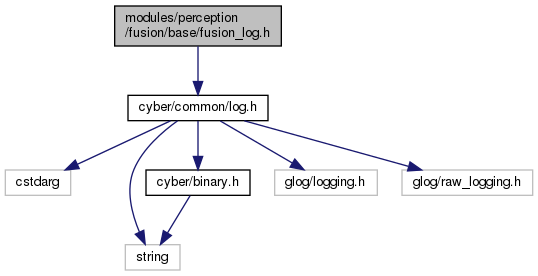 modules/perception
/fusion/base/fusion_log.h
cyber/common/log.h
cstdarg
cyber/binary.h
glog/logging.h
glog/raw_logging.h
string